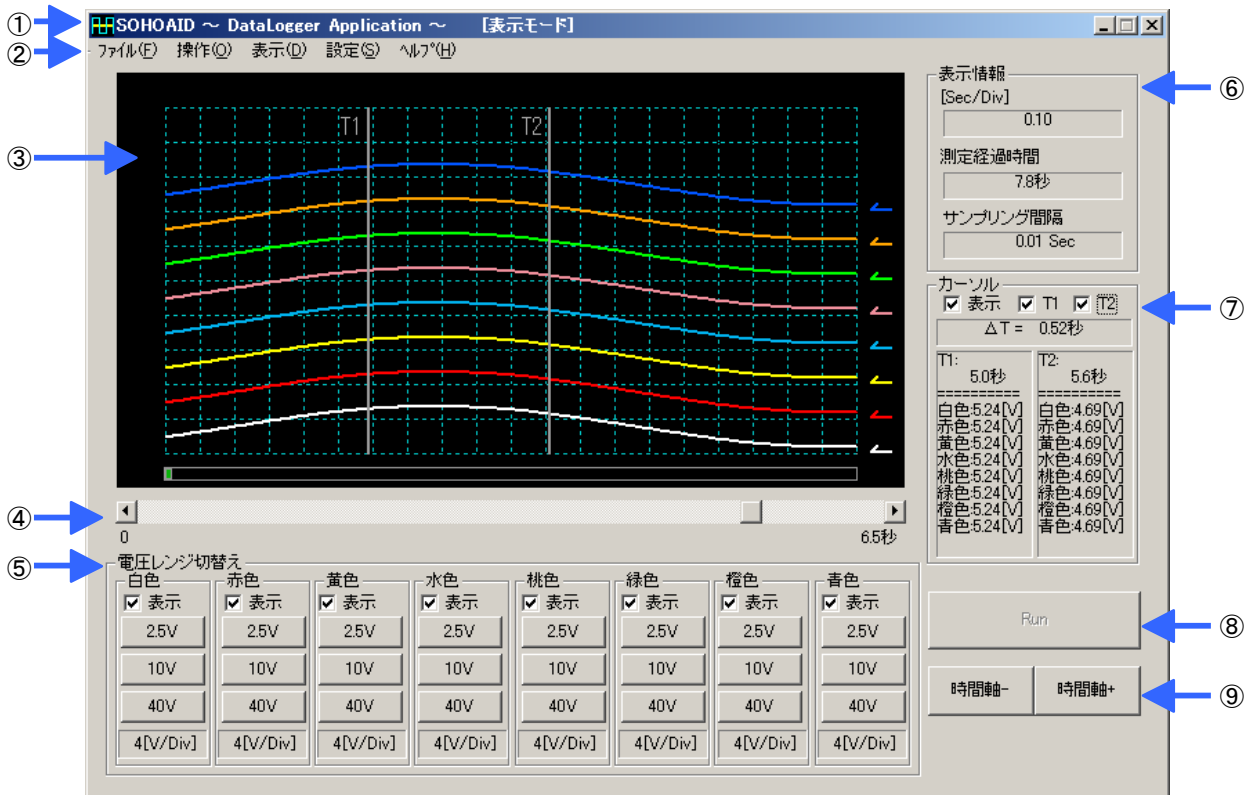 ①
SOHOAID ～ DataLogger Application ～ [表示モード]
②
ファイル(F) 操作(O) 表示(D) 設定(S) ヘルプ(H)
③
T1 T2
④
0 6.5秒
⑤
電圧レンジ切替え
白色 赤色 黄色 水色 桃色 緑色 橙色 青色
表示 表示 表示 表示 表示 表示 表示 表示
2.5V 2.5V 2.5V 2.5V 2.5V 2.5V 2.5V 2.5V
10V 10V 10V 10V 10V 10V 10V 10V
40V 40V 40V 40V 40V 40V 40V 40V
4[V/Div] 4[V/Div] 4[V/Div] 4[V/Div] 4[V/Div] 4[V/Div] 4[V/Div] 4[V/Div]
表示情報
⑥
[Sec/Div]
0.10
測定経過時間
7.8秒
サンプリング間隔
0.01 Sec
カーソル
⑦
表示 T1 T2
ΔT = 0.52秒
T1: T2:
5.0秒 5.6秒
========== ==========
白色:5.24[V] 白色:4.69[V]
赤色:5.24[V] 赤色:4.69[V]
黄色:5.24[V] 黄色:4.69[V]
水色:5.24[V] 水色:4.69[V]
桃色:5.24[V] 桃色:4.69[V]
緑色:5.24[V] 緑色:4.69[V]
橙色:5.24[V] 橙色:4.69[V]
青色:5.24[V] 青色:4.69[V]
Run
⑧
時間軸- 時間軸+
⑨